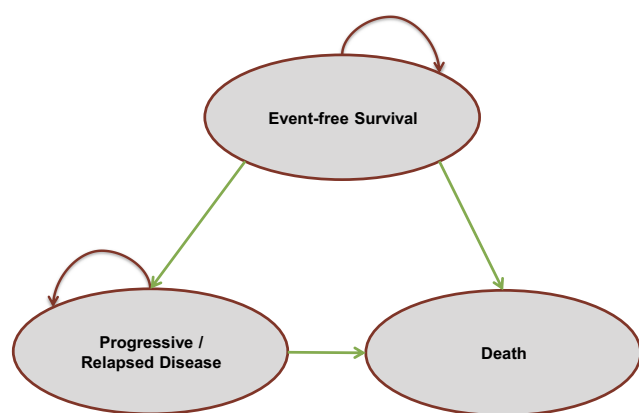 Event-free Survival
Progressive /
Relapsed Disease
Death